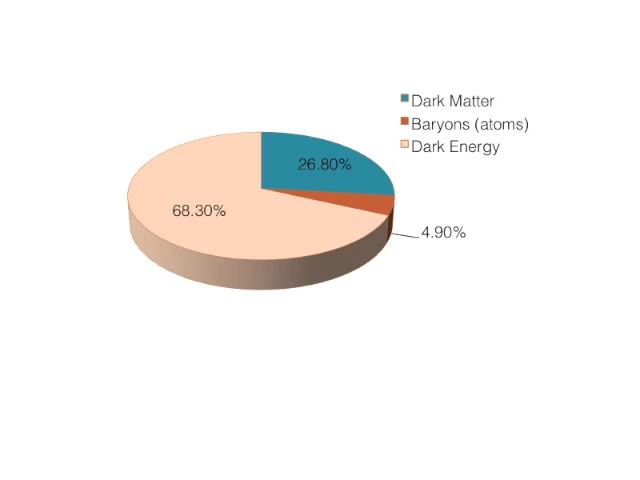 Dark Matter
Baryons (atoms)
Dark Energy
26.80%
68.30%
4.90%